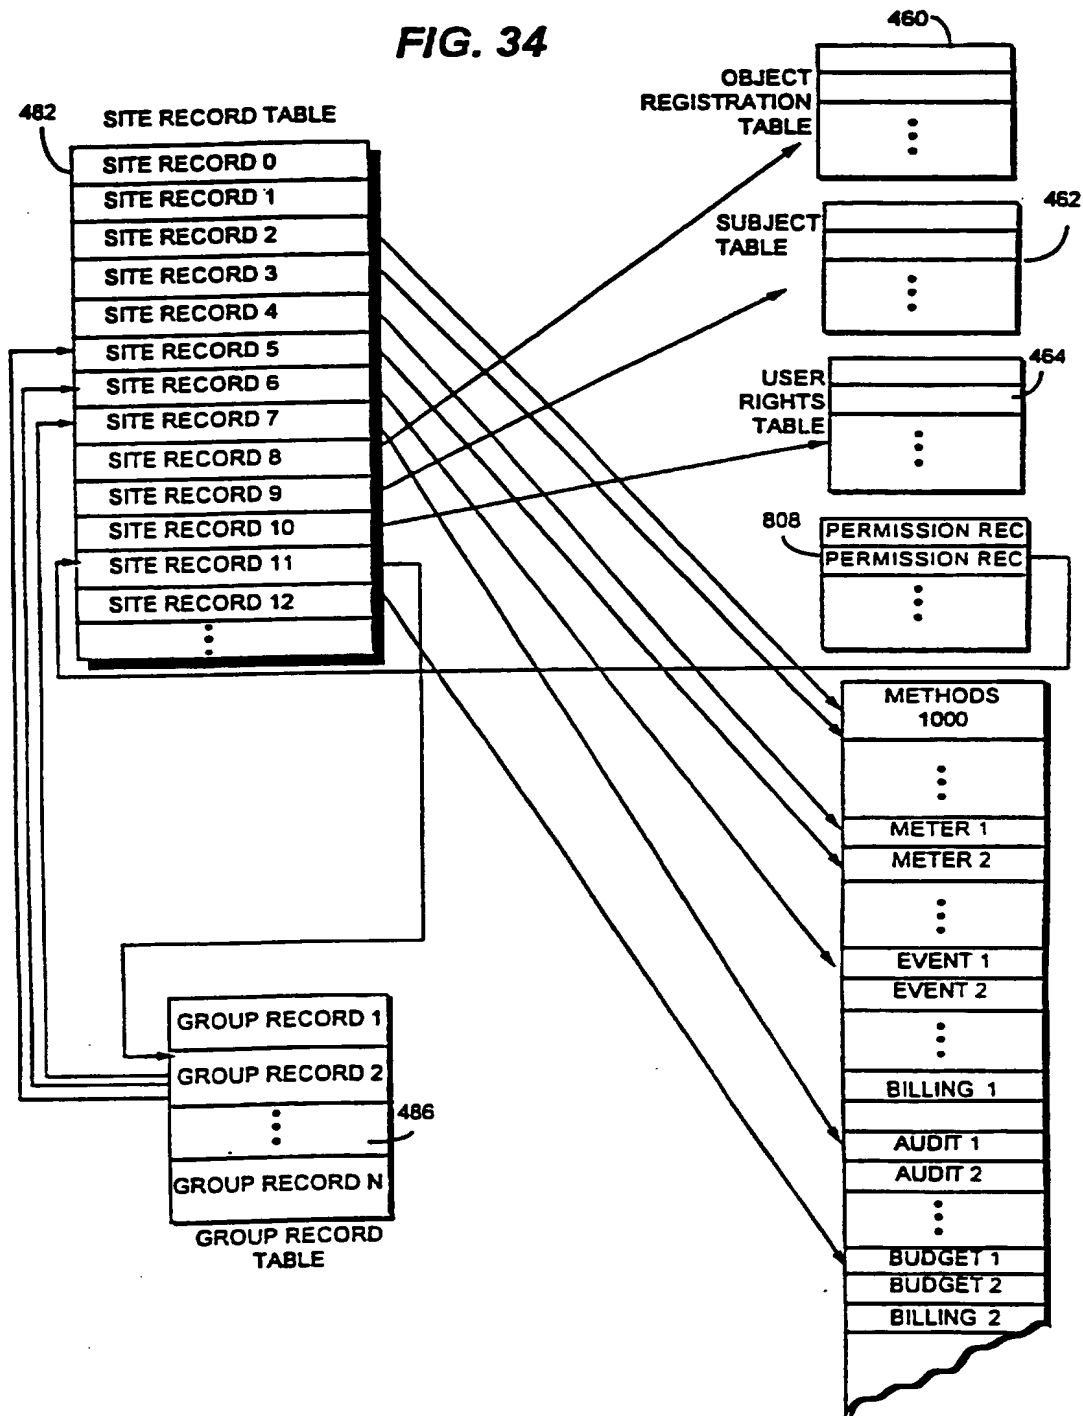 FIG. 34
482
SITE RECORD TABLE
SITE RECORD 0
SITE RECORD 1
SITE RECORD 2
SITE RECORD 3
SITE RECORD 4
SITE RECORD 5
SITE RECORD 6
SITE RECORD 7
SITE RECORD 8
SITE RECORD 9
SITE RECORD 10
SITE RECORD 11
SITE RECORD 12
460
OBJECT
REGISTRATION
TABLE
462
SUBJECT
TABLE
464
USER
RIGHTS
TABLE
808
PERMISSION REC
PERMISSION REC
METHODS
1000
METER 1
METER 2
EVENT 1
EVENT 2
BILLING 1
AUDIT 1
AUDIT 2
BUDGET 1
BUDGET 2
BILLING 2
GROUP RECORD 1
GROUP RECORD 2
486
GROUP RECORD N
GROUP RECORD
TABLE